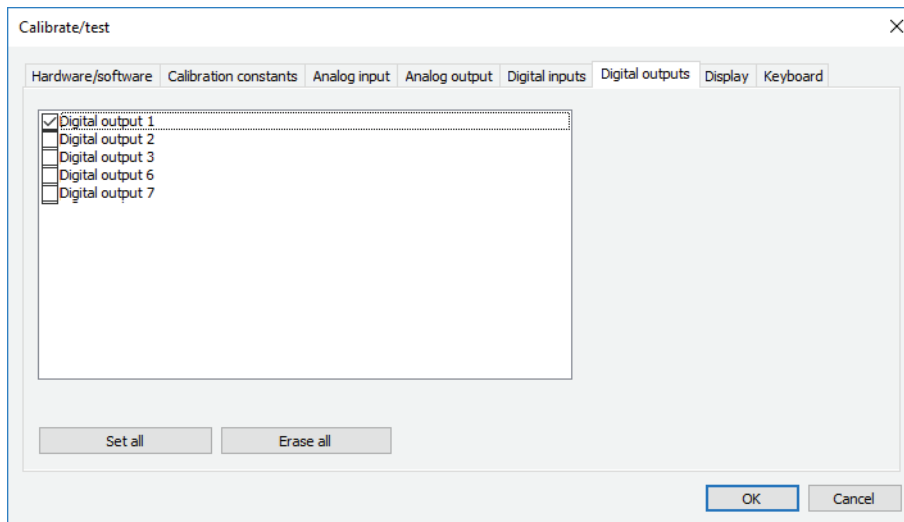 Calibrate/test
Hardware/software Calibration constants Analog input Analog output Digital inputs Digital outputs Display Keyboard
Digital output 1
Digital output 2
Digital output 3
Digital output 6
Digital output 7
Set all Erase all
OK Cancel